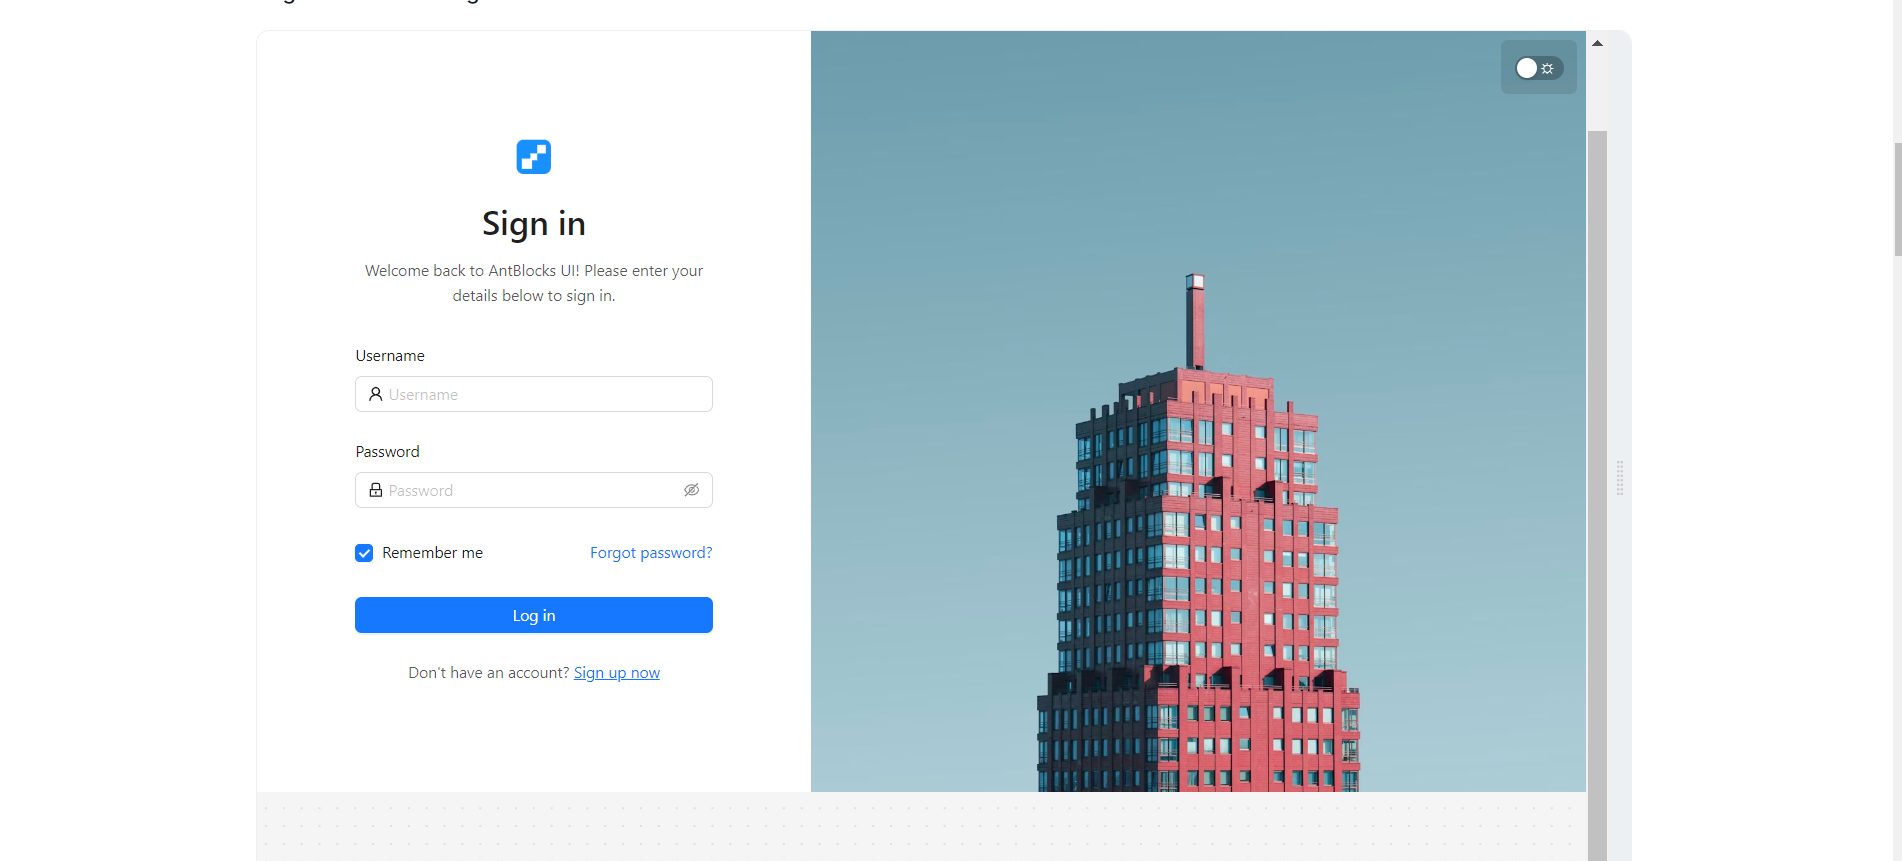 Sign in
Welcome back to AntBlocks UI! Please enter your
details below to sign in.
Username
Username
Password
Password
Remember me
Forgot password?
Log in
Don't have an account? Sign up now